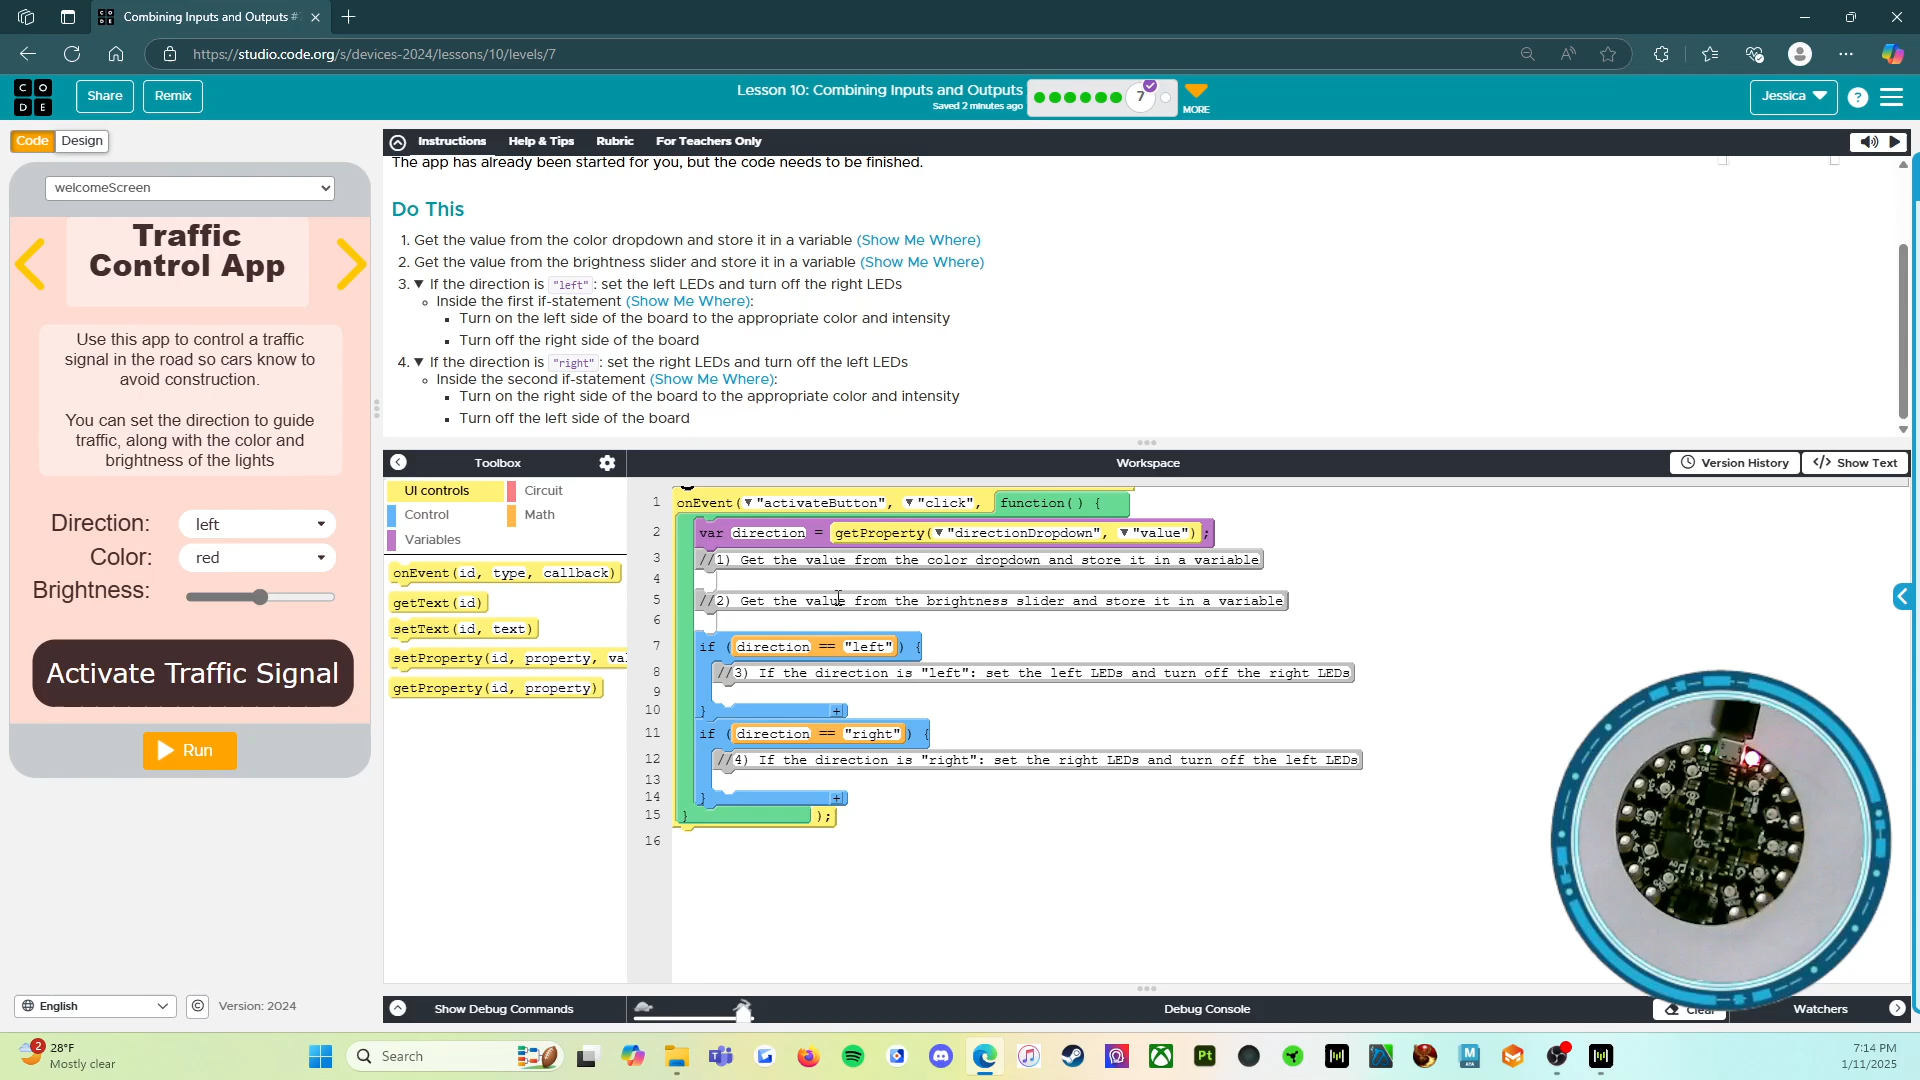 Combining Inputs and Outputs #
https://studio.code.org/s/devices-2024/lessons/10/levels/7
CODE
Share
Remix
Lesson 10: Combining Inputs and Outputs
Saved 2 minutes ago
7
MORE
Jessica
?
Code
Design
Instructions
Help & Tips
Rubric
For Teachers Only
welcomeScreen
Traffic
Control App
Use this app to control a traffic
signal in the road so cars know to
avoid construction.
You can set the direction to guide
traffic, along with the color and
brightness of the lights
Direction:
left
Color:
red
Brightness:
Activate Traffic Signal
Run
The app has already been started for you, but the code needs to be finished.
Do This
1. Get the value from the color dropdown and store it in a variable (Show Me Where)
2. Get the value from the brightness slider and store it in a variable (Show Me Where)
3. ▼ If the direction is "left": set the left LEDs and turn off the right LEDs
Inside the first if-statement (Show Me Where):
Turn on the left side of the board to the appropriate color and intensity
Turn off the right side of the board
4. ▼ If the direction is "right": set the right LEDs and turn off the left LEDs
Inside the second if-statement (Show Me Where):
Turn on the right side of the board to the appropriate color and intensity
Turn off the left side of the board
Toolbox
Workspace
Version History
</> Show Text
UI controls
Circuit
Control
Math
Variables
onEvent(id, type, callback)
getText(id)
setText(id, text)
setProperty(id, property, val
getProperty(id, property)
1 onEvent(▼"activateButton", ▼"click", function() {
2 var direction = getProperty(▼"directionDropdown", ▼"value");
3 //1) Get the value from the color dropdown and store it in a variable
4
5 //2) Get the value from the brightness slider and store it in a variable
6
7 if (direction == "left") {
8 //3) If the direction is "left": set the left LEDs and turn off the right LEDs
9
10 } +
11 if (direction == "right") {
12 //4) If the direction is "right": set the right LEDs and turn off the left LEDs
13
14 } +
15 } );
16
English
Version: 2024
Show Debug Commands
Debug Console
Clear
Watchers
2
28°F
Mostly clear
Search
Pt
7:14 PM
1/11/2025